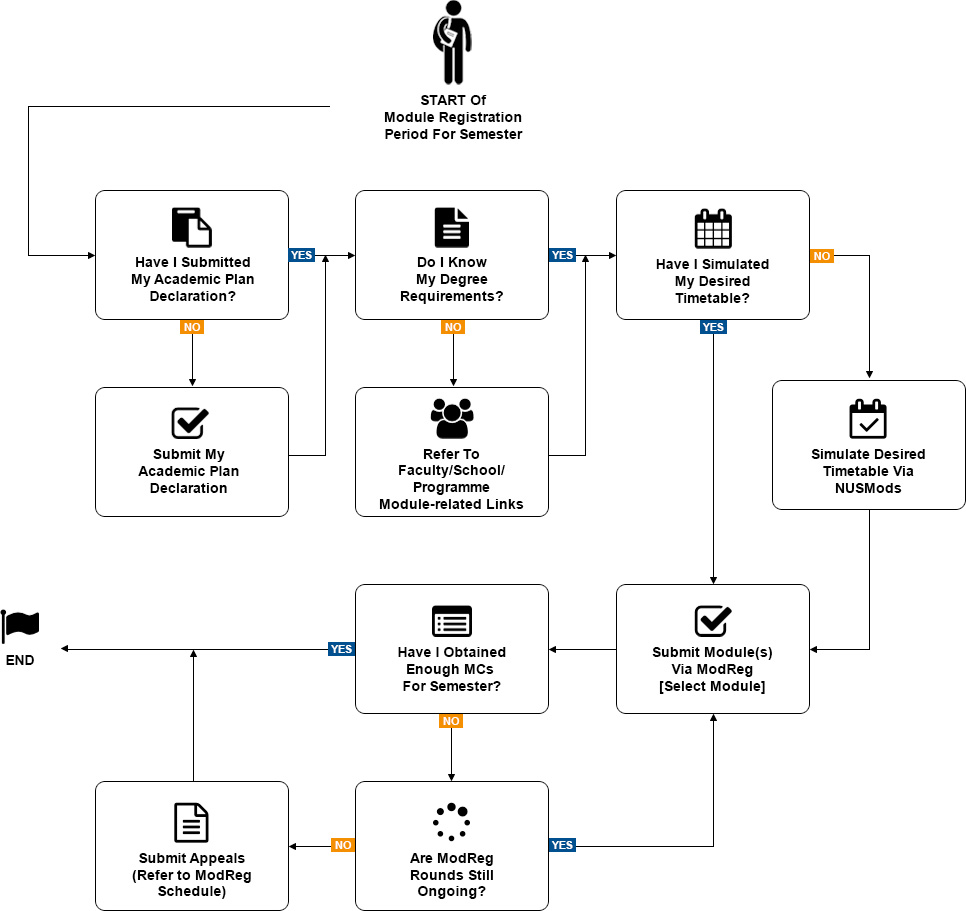 START Of
Module Registration
Period For Semester
Have I Submitted
My Academic Plan
Declaration?
YES
NO
Do I Know
My Degree
Requirements?
YES
NO
Have I Simulated
My Desired
Timetable?
NO
YES
Submit My
Academic Plan
Declaration
Refer To
Faculty/School/
Programme
Module-related Links
Simulate Desired
Timetable Via
NUSMods
END
YES
Have I Obtained
Enough MCs
For Semester?
NO
Submit Module(s)
Via ModReg
[Select Module]
Submit Appeals
(Refer to ModReg
Schedule)
NO
Are ModReg
Rounds Still
Ongoing?
YES